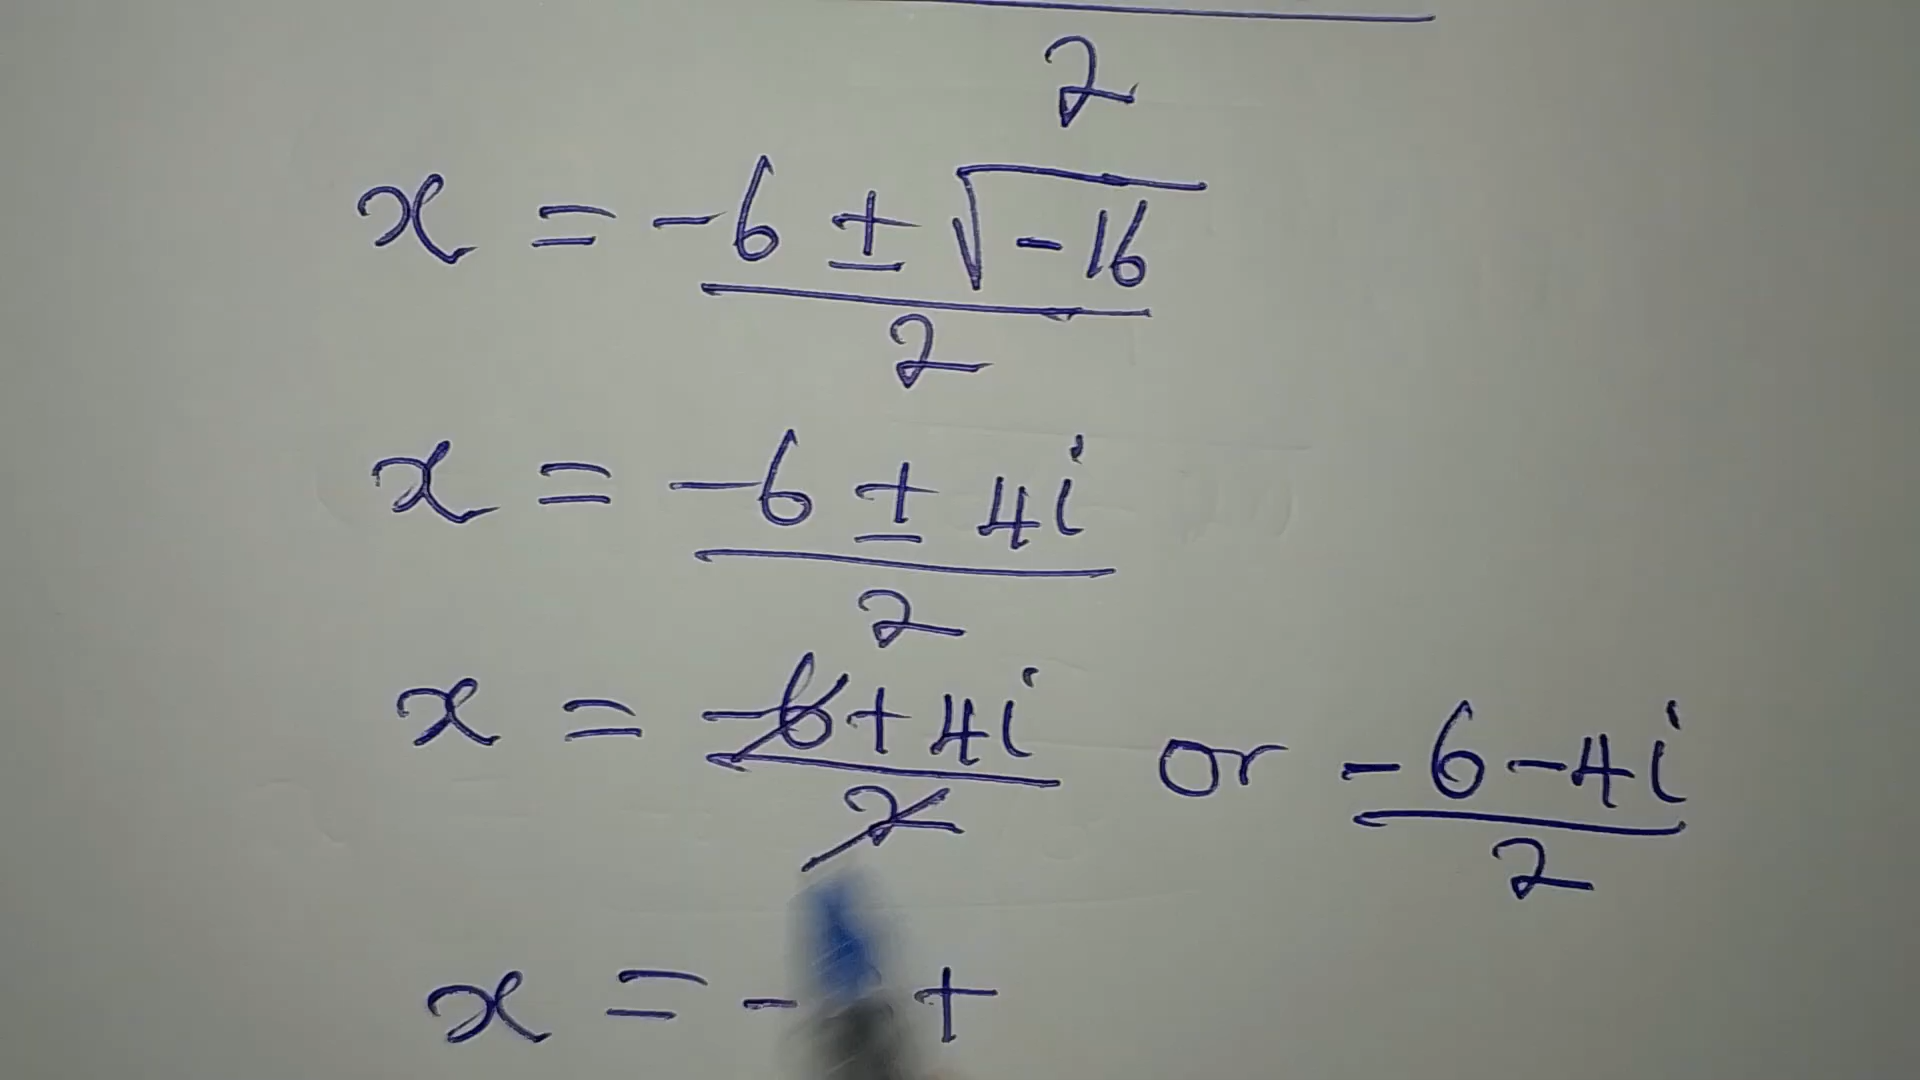 2
x = -6 ± √-16
2
x = -6 ± 4i
2
x = -6 + 4i or -6 - 4i
2 2
x = - +